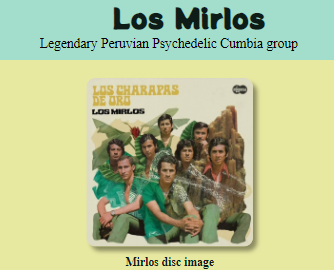 Los Mirlos
Legendary Peruvian Psychedelic Cumbia group
LOS CHARAPAS
DE ORO
LOS MIRLOS
Mirlos disc image